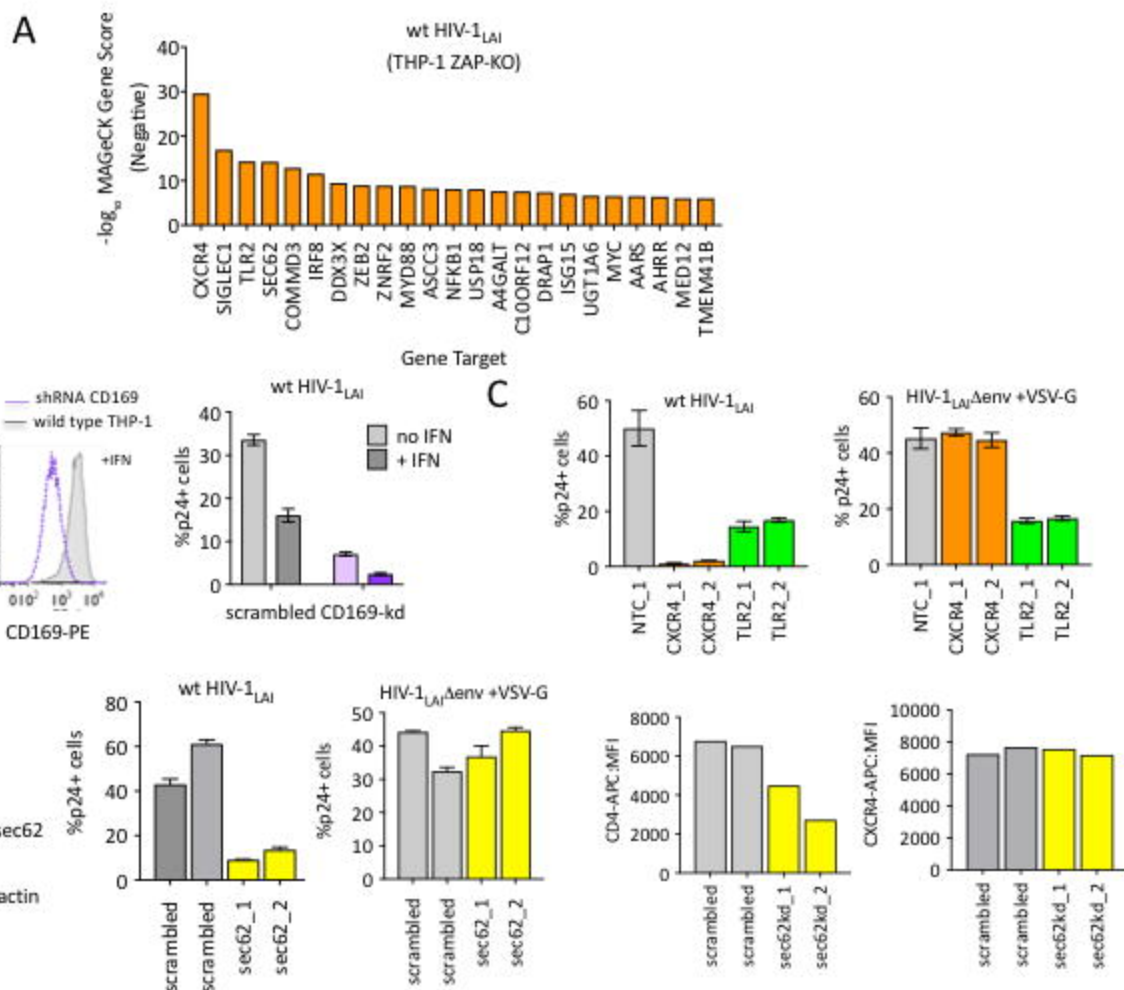 A
wt HIV-1LAI
(THP-1 ZAP-KO)
-log10 MAGeCK Gene Score
(Negative)
40
30
20
10
0
CXCR4
SIGLEC1
TLR2
SEC62
COMMD3
IRF8
DDX3X
ZEB2
ZNRF2
MYD88
ASCC3
NFKB1
USP18
A4GALT
C10ORF12
DRAP1
ISG15
UGT1A6
MYC
AARS
AHRR
MED12
TMEM41B
Gene Target
shRNA CD169
wild type THP-1
+IFN
0 10² 10³ 10⁴
CD169-PE
wt HIV-1LAI
%p24+ cells
40
30
20
10
0
no IFN
+ IFN
scrambled CD169-kd
C
wt HIV-1LAI
%p24+ cells
60
40
20
0
NTC_1
CXCR4_1
CXCR4_2
TLR2_1
TLR2_2
HIV-1LAIΔenv +VSV-G
% p24+ cells
60
40
20
0
NTC_1
CXCR4_1
CXCR4_2
TLR2_1
TLR2_2
sec62
actin
wt HIV-1LAI
%p24+ cells
80
60
40
20
0
scrambled
scrambled
sec62_1
sec62_2
HIV-1LAIΔenv +VSV-G
%p24+ cells
50
40
30
20
10
0
scrambled
scrambled
sec62_1
sec62_2
CD4-APC:MFI
8000
6000
4000
2000
0
scrambled
scrambled
sec62kd_1
sec62kd_2
CXCR4-APC:MFI
10000
8000
6000
4000
2000
0
scrambled
scrambled
sec62kd_1
sec62kd_2